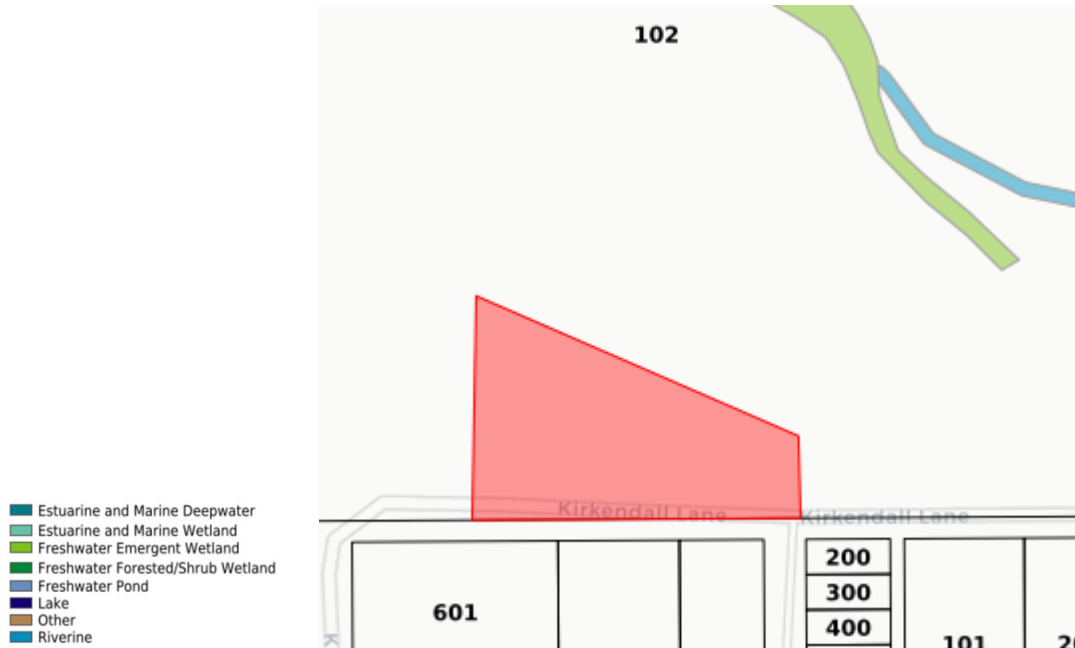 102
Kirkendall Lane
Kirkendall Lane
200
300
400
601
101
K
Estuarine and Marine Deepwater
Estuarine and Marine Wetland
Freshwater Emergent Wetland
Freshwater Forested/Shrub Wetland
Freshwater Pond
Lake
Other
Riverine